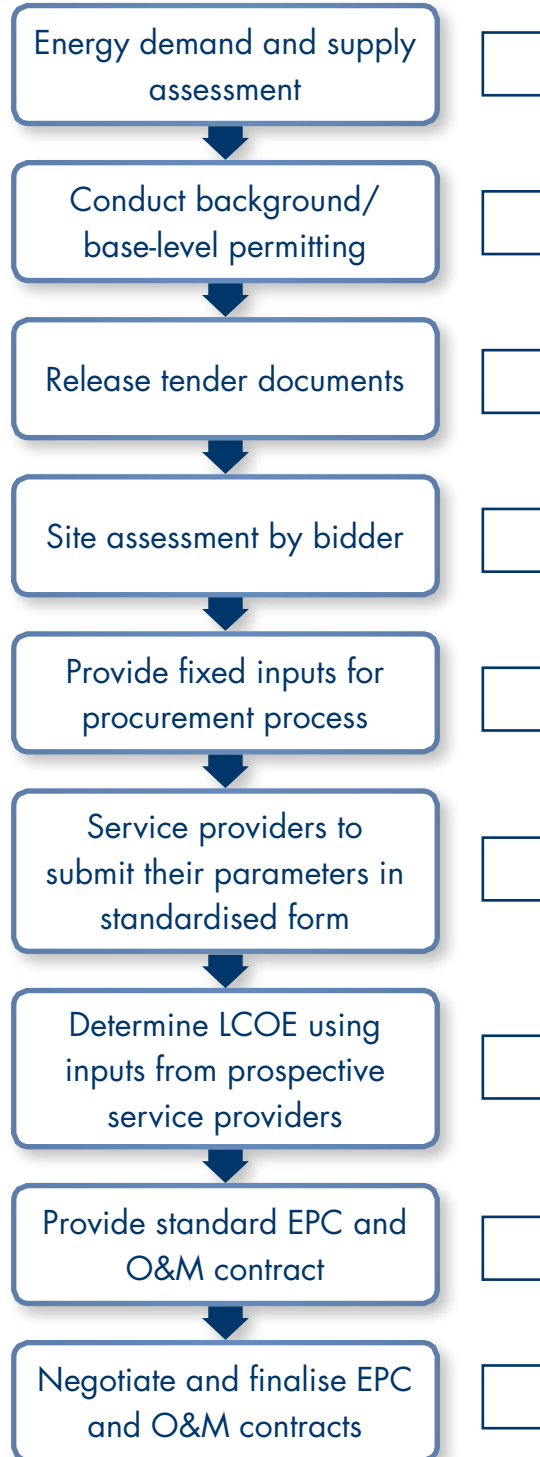 Energy demand and supply
assessment
Conduct background/
base-level permitting
Release tender documents
Site assessment by bidder
Provide fixed inputs for
procurement process
Service providers to
submit their parameters in
standardised form
Determine LCOE using
inputs from prospective
service providers
Provide standard EPC and
O&M contract
Negotiate and finalise EPC
and O&M contracts